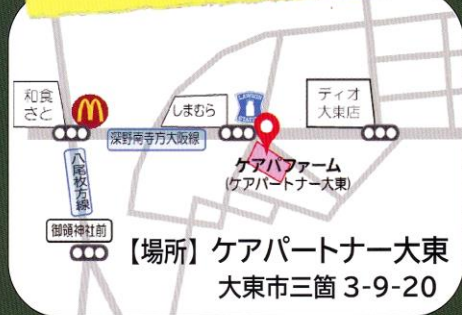 和食
さと
しまむら
LAWSON
STATION
ディオ
大東店
深野南寺方大阪線
八尾枚方線
ケアパファーム
(ケアパートナー大東)
御領神社前
【場所】ケアパートナー大東
大東市三箇 3-9-20